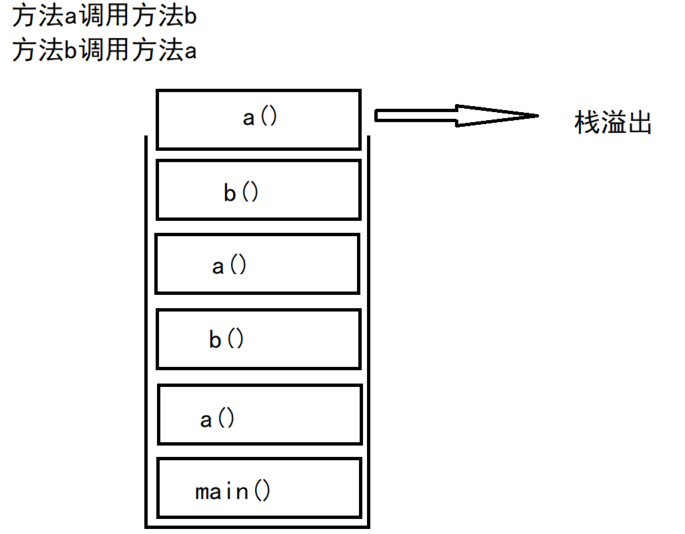 方法a调用方法b
方法b调用方法a
a()
栈溢出
b()
a()
b()
a()
main()